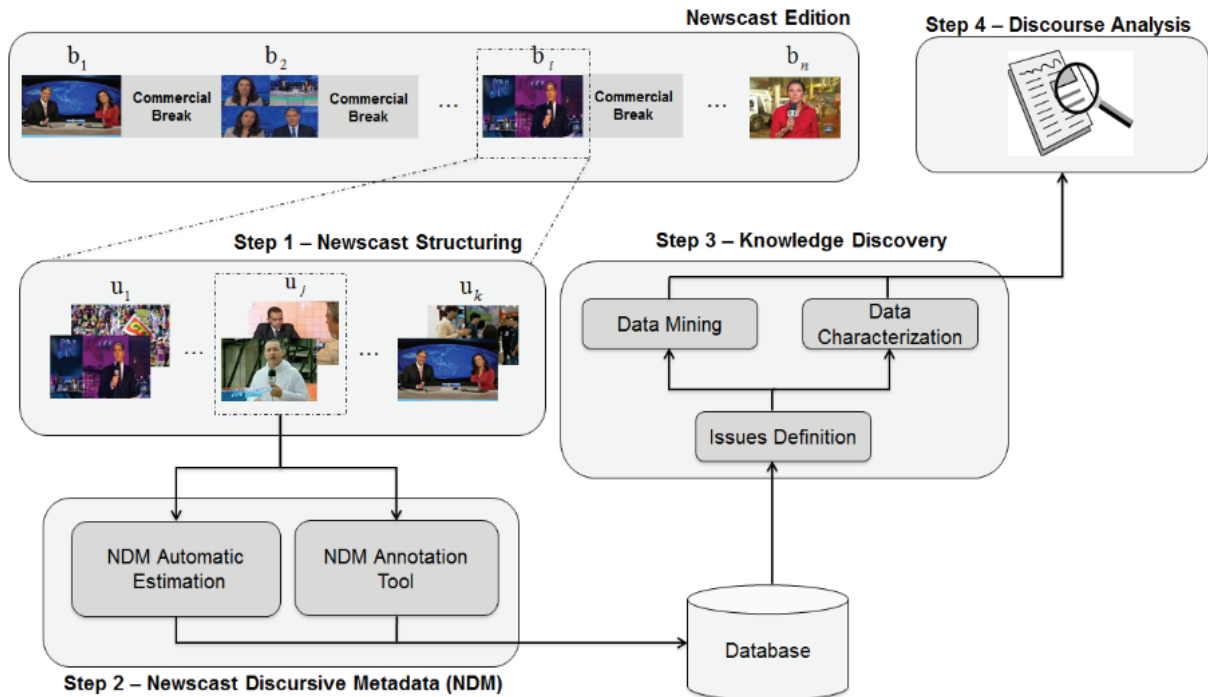 Newscast Edition
b1
b2
bi
bn
Commercial
Break
Commercial
Break
...
Commercial
Break
...
Step 4 – Discourse Analysis
Step 1 – Newscast Structuring
u1
uj
uk
...
...
Step 3 – Knowledge Discovery
Data Mining
Data
Characterization
Issues Definition
NDM Automatic
Estimation
NDM Annotation
Tool
Database
Step 2 – Newscast Discursive Metadata (NDM)